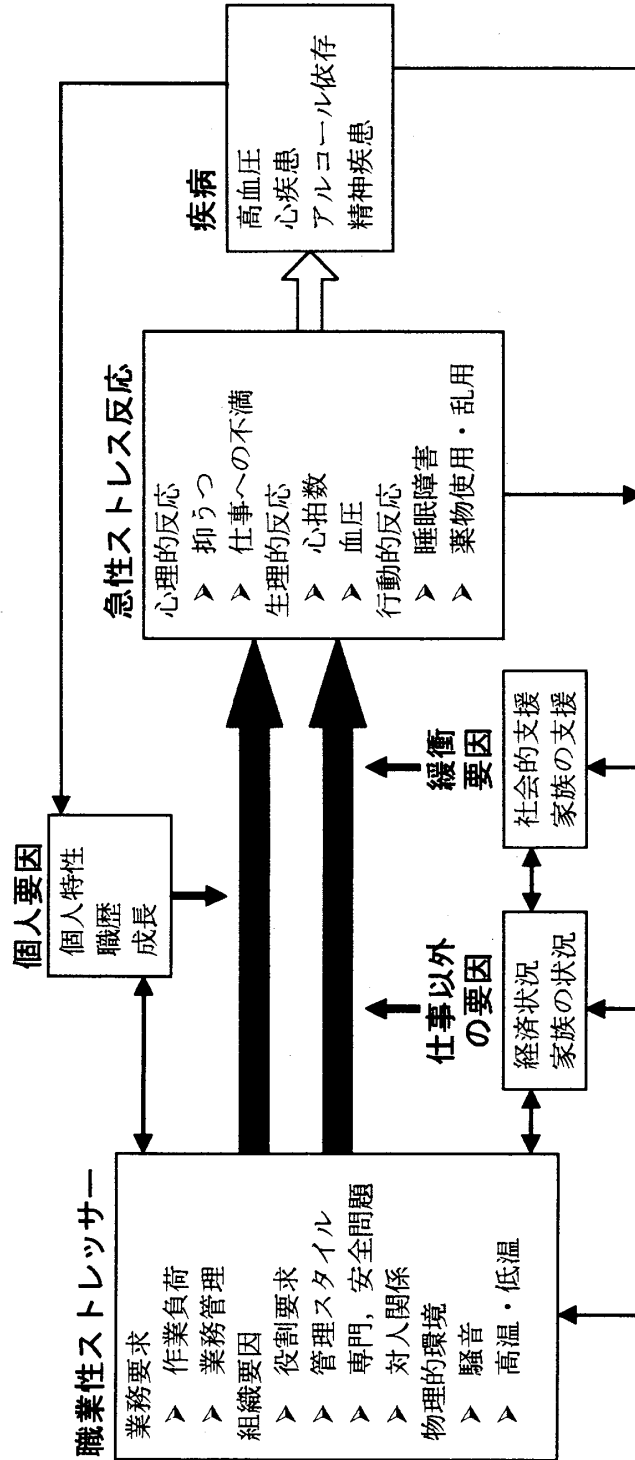 職業性ストレッサー
業務要求
➢ 作業負荷
➢ 業務管理
組織要因
➢ 役割要求
➢ 管理スタイル
➢ 専門，安全問題
➢ 対人関係
物理的環境
➢ 騒音
➢ 高温・低温
個人要因
個人特性
職歴
成長
仕事以外
の要因
経済状況
家族の状況
緩衝
要因
社会的支援
家族の支援
急性ストレス反応
心理的反応
➢ 抑うつ
➢ 仕事への不満
生理的反応
➢ 心拍数
➢ 血圧
行動的反応
➢ 睡眠障害
➢ 薬物使用・乱用
疾病
高血圧
心疾患
アルコール依存
精神疾患